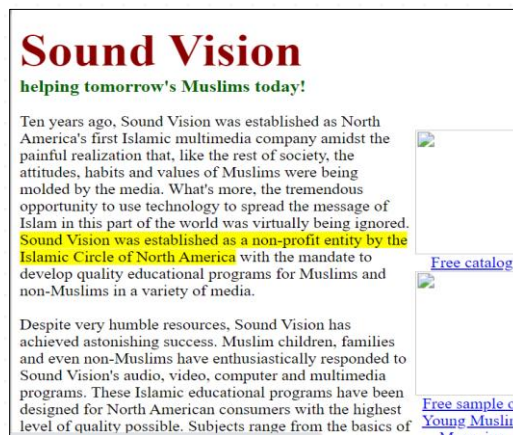 Sound Vision
helping tomorrow's Muslims today!
Ten years ago, Sound Vision was established as North
America's first Islamic multimedia company amidst the
painful realization that, like the rest of society, the
attitudes, habits and values of Muslims were being
molded by the media. What's more, the tremendous
opportunity to use technology to spread the message of
Islam in this part of the world was virtually being ignored.
Sound Vision was established as a non-profit entity by the
Islamic Circle of North America with the mandate to
develop quality educational programs for Muslims and
non-Muslims in a variety of media.
Despite very humble resources, Sound Vision has
achieved astonishing success. Muslim children, families
and even non-Muslims have enthusiastically responded to
Sound Vision's audio, video, computer and multimedia
programs. These Islamic educational programs have been
designed for North American consumers with the highest
level of quality possible. Subjects range from the basics of
Free catalog
Free sample
Young